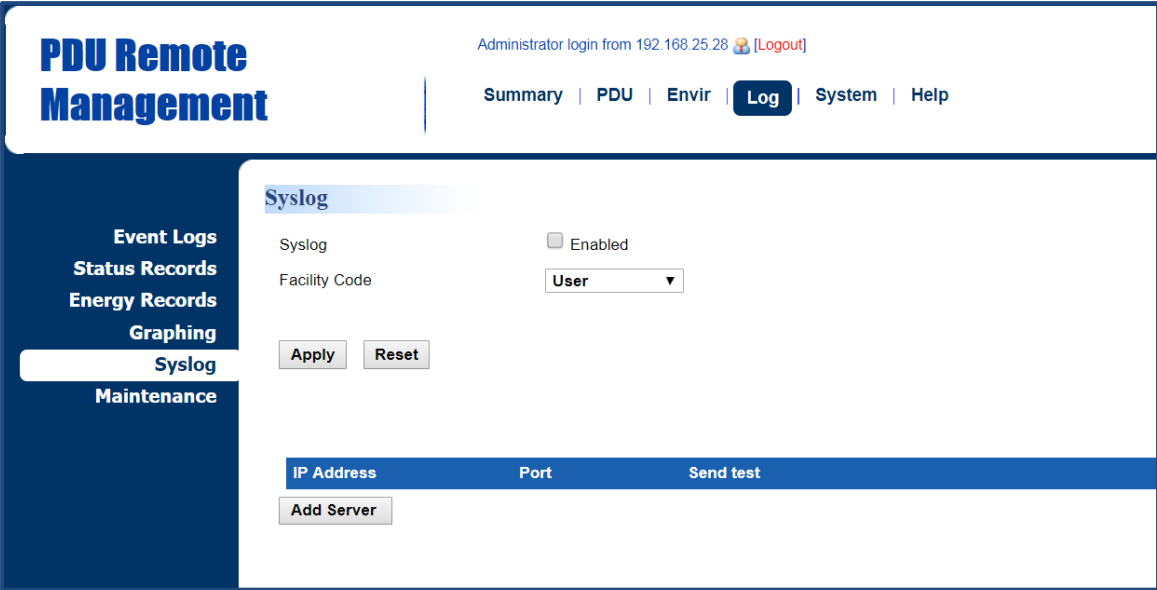 PDU Remote
Management
Administrator login from 192.168.25.28 [Logout]
Summary | PDU | Envir | Log | System | Help
Event Logs
Status Records
Energy Records
Graphing
Syslog
Maintenance
Syslog
Syslog Enabled
Facility Code User ▼
Apply Reset
IP Address Port Send test
Add Server